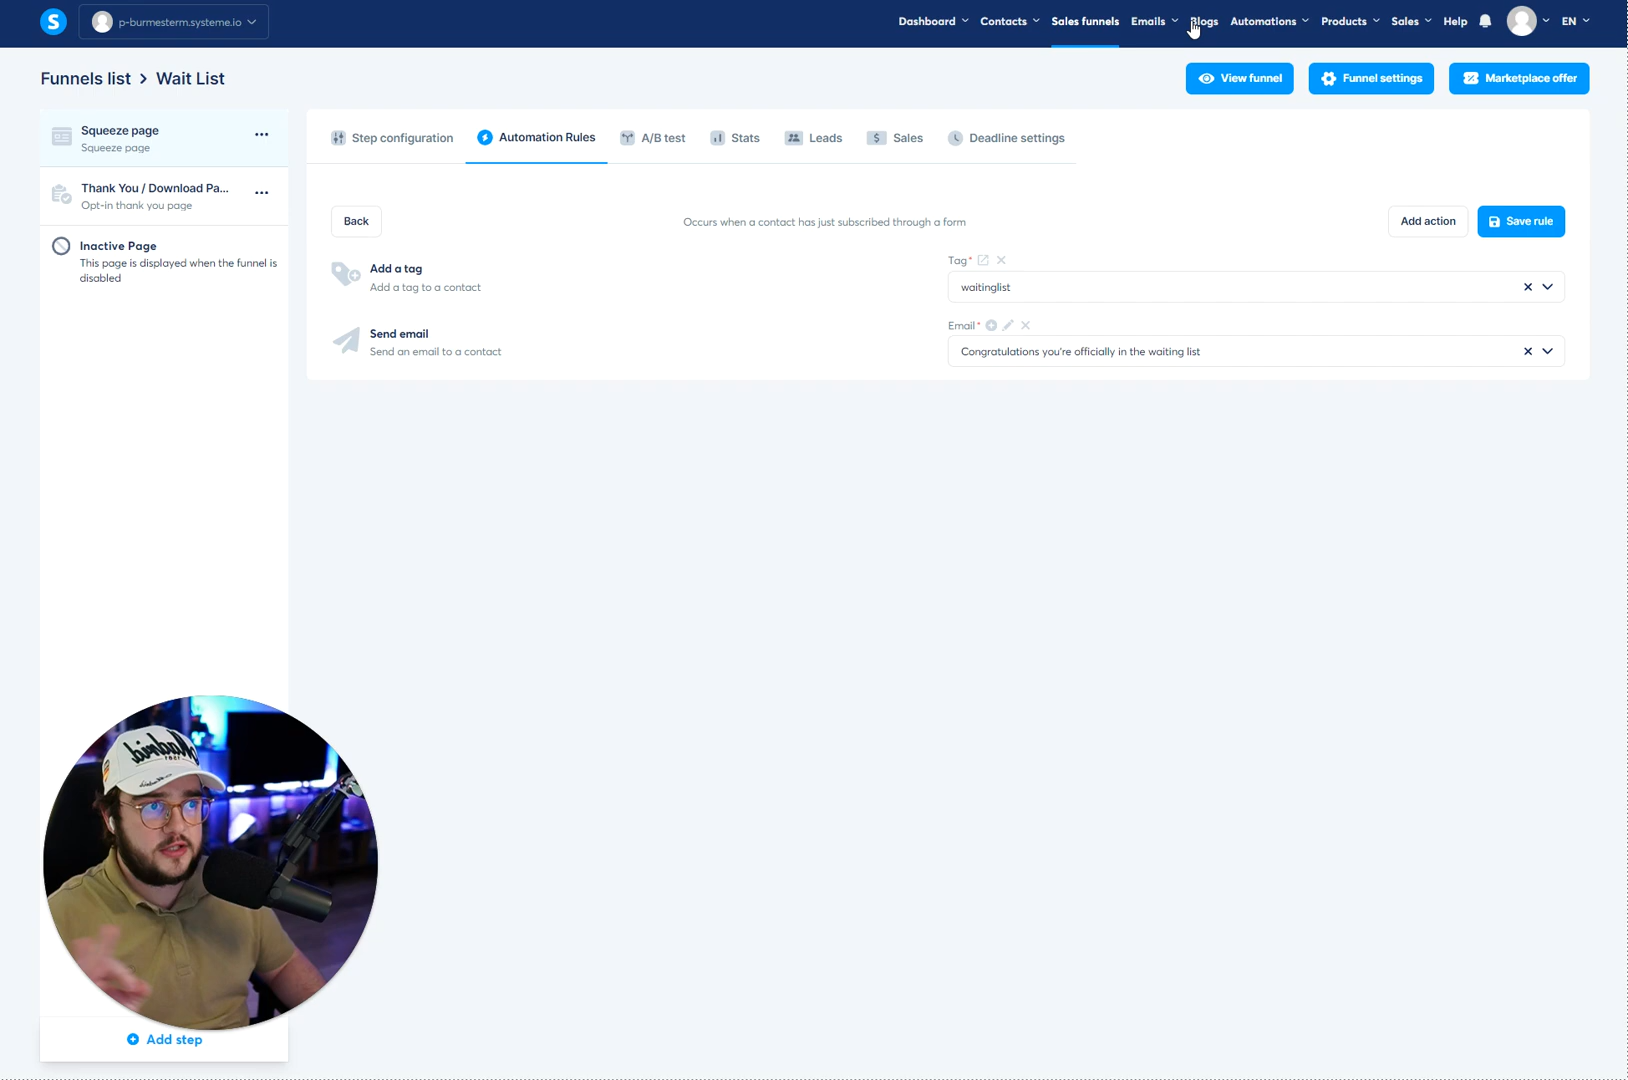 S p-burmesterm.systeme.io Dashboard Contacts Sales funnels Emails Blogs Automations Products Sales Help EN
Funnels list > Wait List View funnel Funnel settings Marketplace offer
Squeeze page
Squeeze page
Thank You / Download Pa...
Opt-in thank you page
Inactive Page
This page is displayed when the funnel is
disabled
Step configuration Automation Rules A/B test Stats Leads Sales Deadline settings
Back Occurs when a contact has just subscribed through a form Add action Save rule
Add a tag
Add a tag to a contact
Tag*
waitinglist
Send email
Send an email to a contact
Email*
Congratulations you're officially in the waiting list
Add step